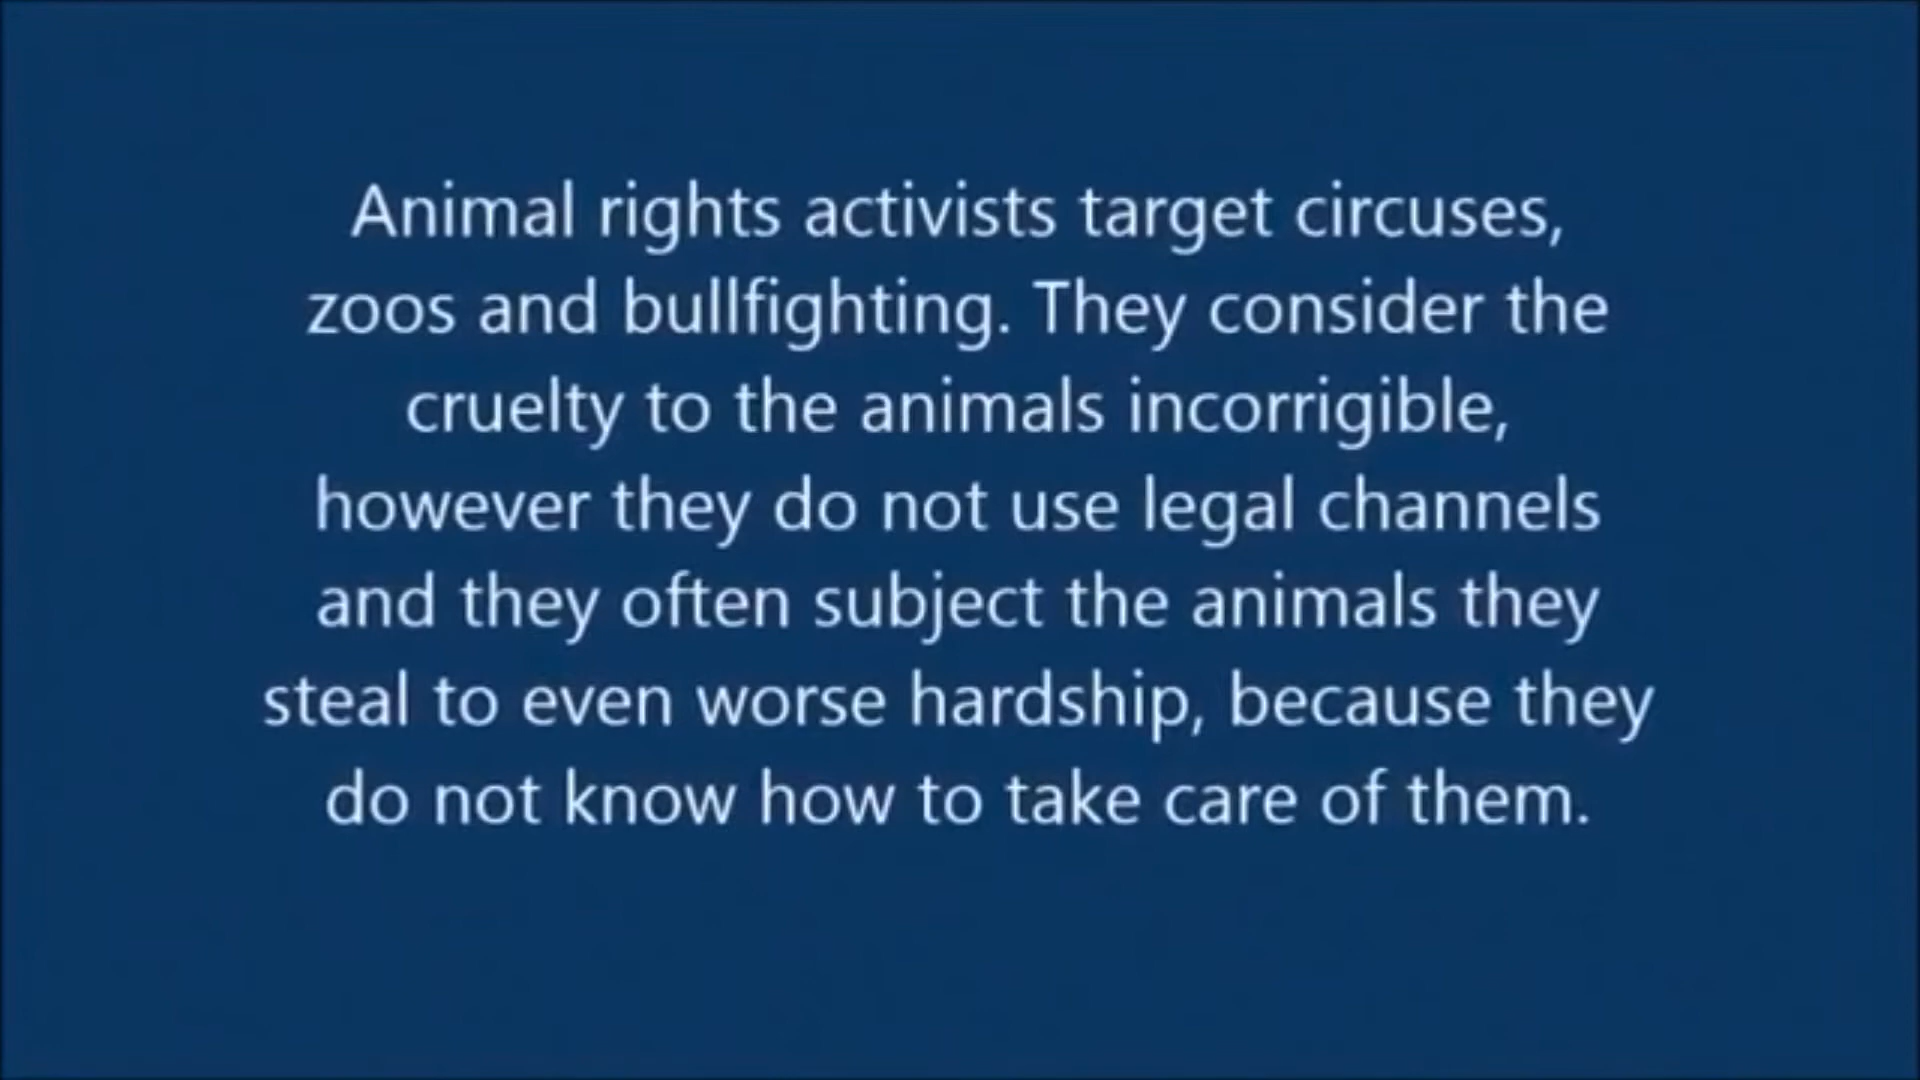 Animal rights activists target circuses,
zoos and bullfighting. They consider the
cruelty to the animals incorrigible,
however they do not use legal channels
and they often subject the animals they
steal to even worse hardship, because they
do not know how to take care of them.